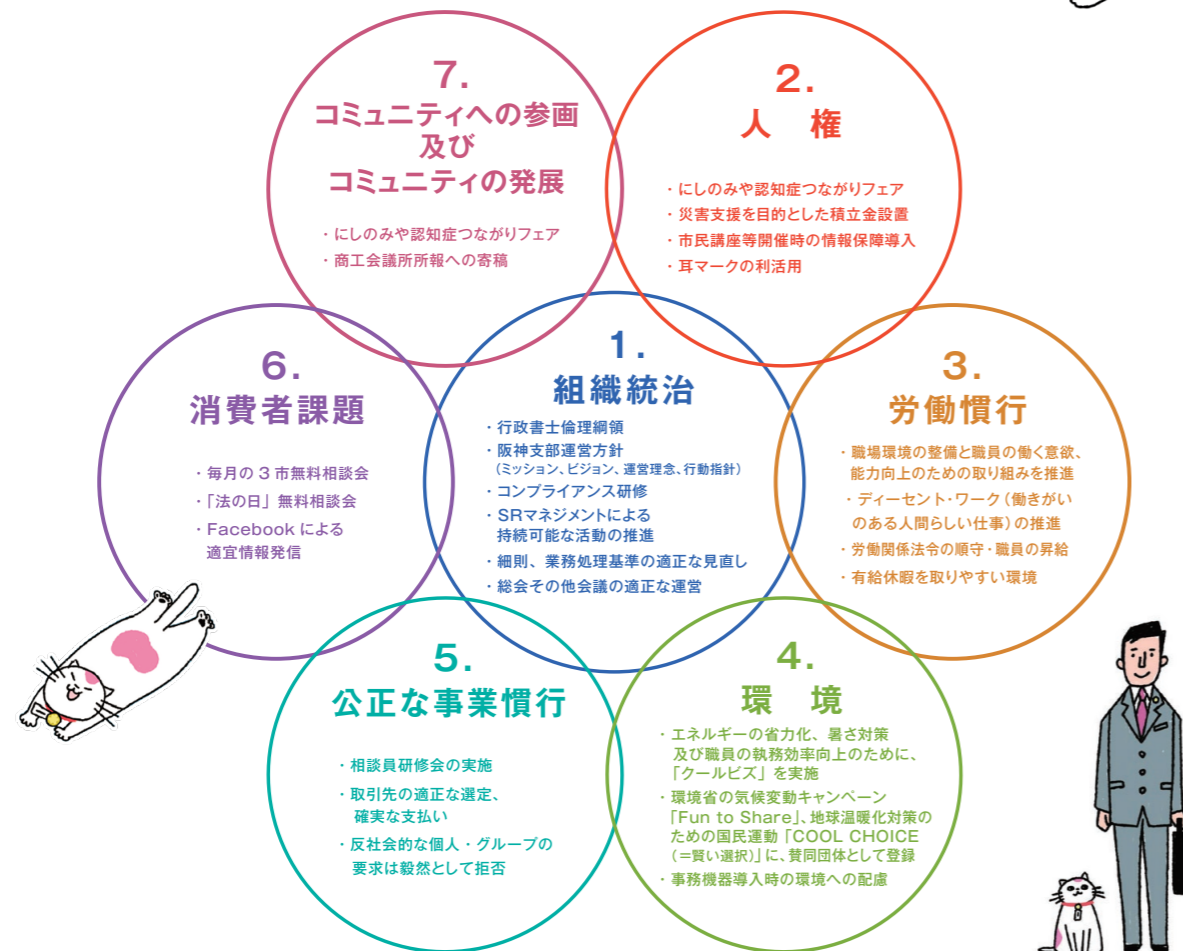 7.
コミュニティへの参画
及び
コミュニティの発展
・にしのみや認知症つながりフェア
・商工会議所所報への寄稿
2.
人　権
・にしのみや認知症つながりフェア
・災害支援を目的とした積立金設置
・市民講座等開催時の情報保障導入
・耳マークの利活用
6.
消費者課題
・毎月の 3 市無料相談会
・「法の日」無料相談会
・Facebook による
適宜情報発信
1.
組織統治
・行政書士倫理綱領
・阪神支部運営方針
（ミッション、ビジョン、運営理念、行動指針）
・コンプライアンス研修
・SRマネジメントによる
持続可能な活動の推進
・細則、業務処理基準の適正な見直し
・総会その他会議の適正な運営
3.
労働慣行
・職場環境の整備と職員の働く意欲、
能力向上のための取り組みを推進
・ディーセント・ワーク（働きがい
のある人間らしい仕事）の推進
・労働関係法令の順守・職員の昇給
・有給休暇を取りやすい環境
5.
公正な事業慣行
・相談員研修会の実施
・取引先の適正な選定、
確実な支払い
・反社会的な個人・グループの
要求は毅然として拒否
4.
環　境
・エネルギーの省力化、暑さ対策
及び職員の執務効率向上のために、
「クールビズ」を実施
・環境省の気候変動キャンペーン
「Fun to Share」、地球温暖化対策の
ための国民運動「COOL CHOICE
（＝賢い選択）」に、賛同団体として登録
・事務機器導入時の環境への配慮